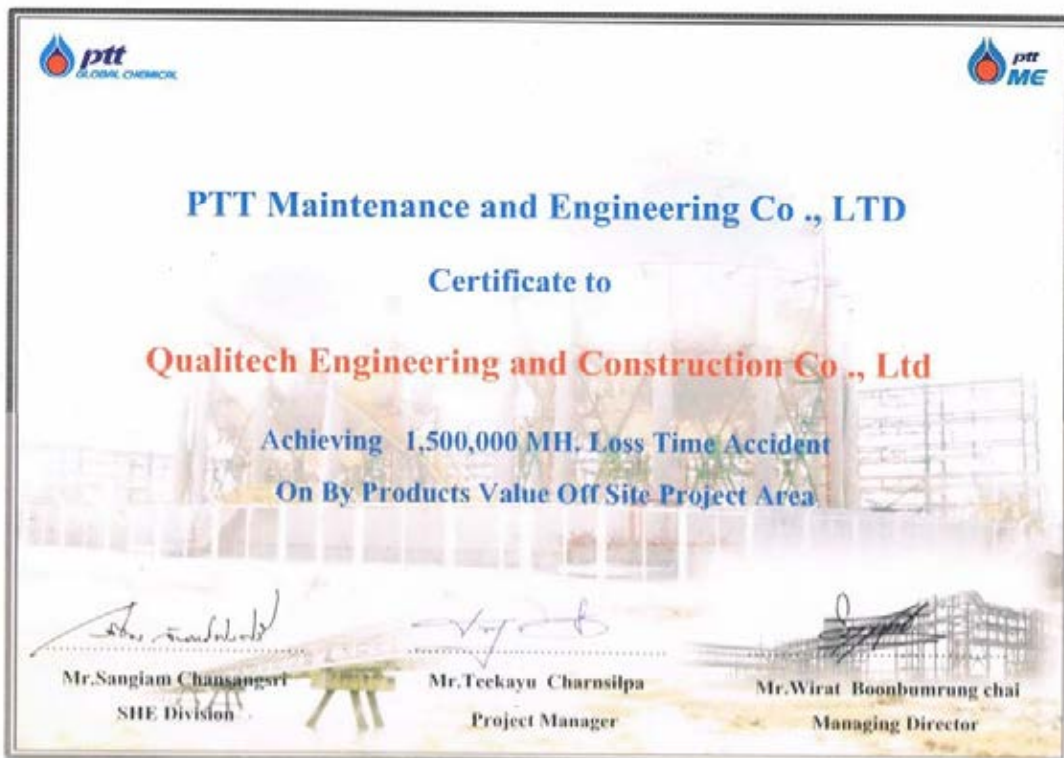 ptt
GLOBAL CHEMICAL
ptt
ME
PTT Maintenance and Engineering Co ., LTD
Certificate to
Qualitech Engineering and Construction Co ., Ltd
Achieving 1,500,000 MH. Loss Time Accident
On By Products Value Off Site Project Area
Mr.Sangiam Chansangsri
SHE Division
Mr.Teekayu Charnsilpa
Project Manager
Mr.Wirat Boonbumrung chai
Managing Director